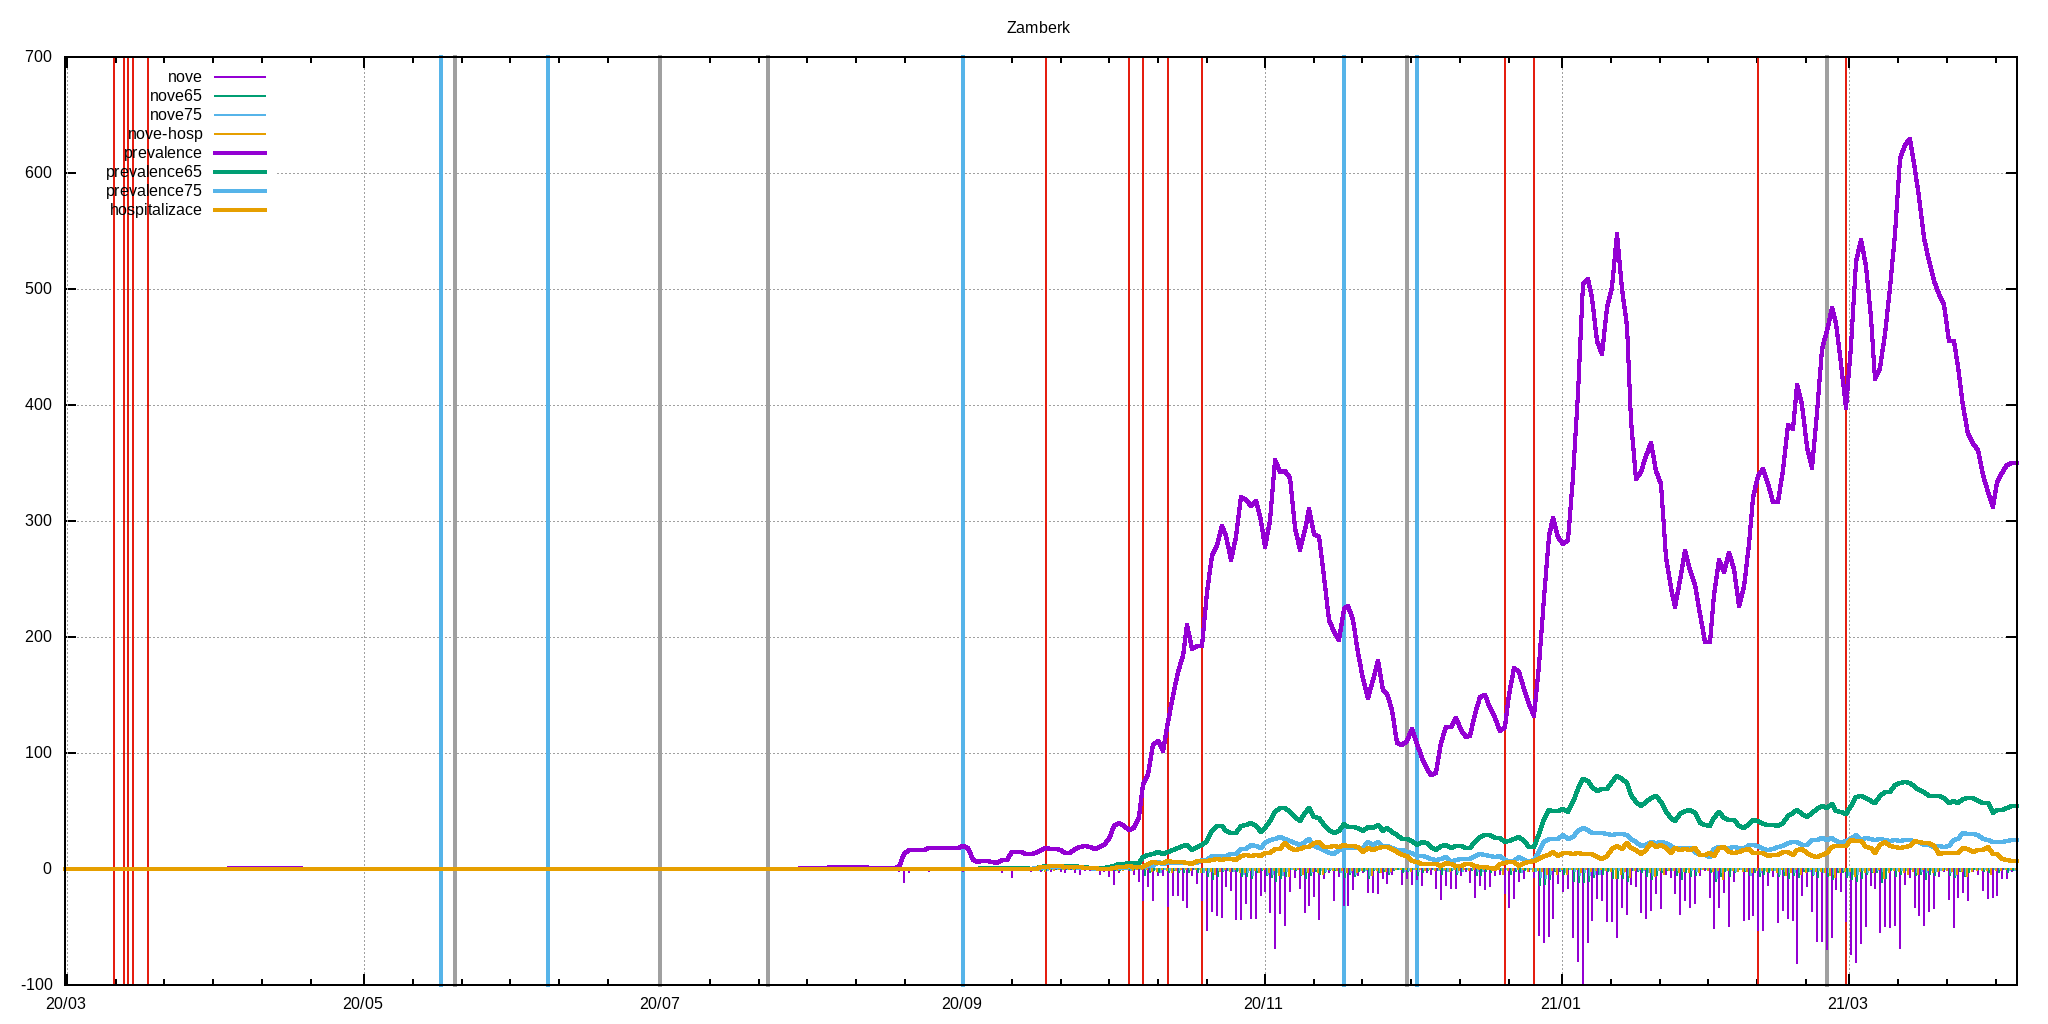 Zamberk
700
nove
nove65
nove75
nove-hosp
prevalence
prevalence65
prevalence75
hospitalizace
600
500
400
300
200
100
0
-100
20/03 20/05 20/07 20/09 20/11 21/01 21/03